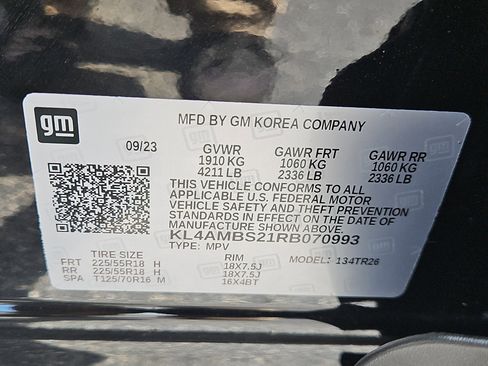 gm
MFD BY GM KOREA COMPANY
09/23 GVWR GAWR FRT GAWR RR
1910 KG 1060 KG 1060 KG
4211 LB 2336 LB 2336 LB
THIS VEHICLE CONFORMS TO ALL
APPLICABLE U.S. FEDERAL MOTOR
VEHICLE SAFETY AND THEFT PREVENTION
STANDARDS IN EFFECT ON THE DATE OF
MANUFACTURE SHOWN ABOVE.
KL4AMBS21RB070993
TYPE: MPV
TIRE SIZE RIM MODEL: 134TR26
FRT 225/55R18 H 18X7.5J
RR 225/55R18 H 18X7.5J
SPA T125/70R16 M 16X4BT